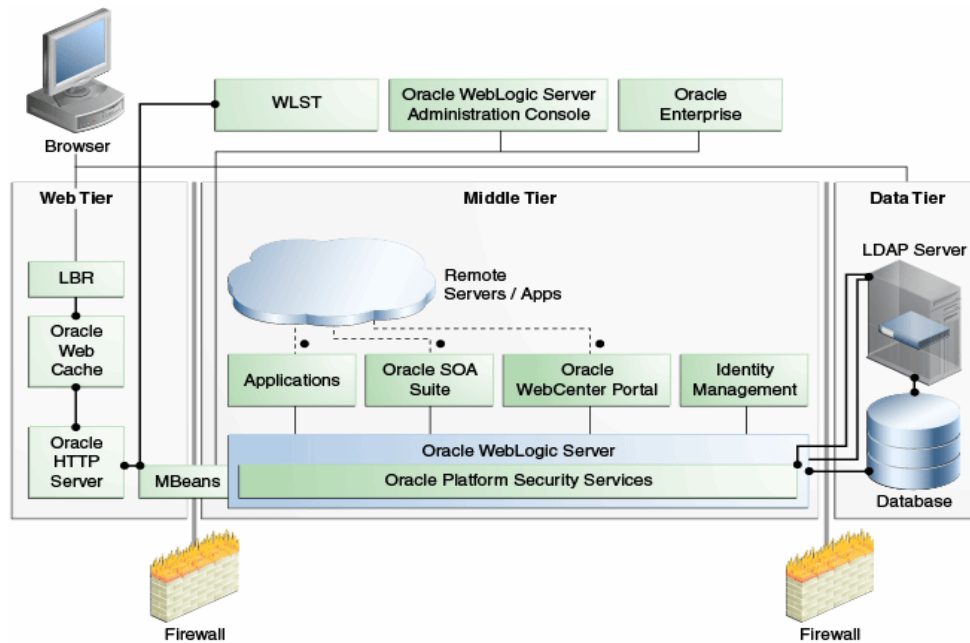 WLST
Oracle WebLogic Server
Administration Console
Oracle
Enterprise
Browser
Web Tier
Middle Tier
Data Tier
LBR
Oracle
Web
Cache
Oracle
HTTP
Server
Remote
Servers / Apps
LDAP Server
Applications
Oracle SOA
Suite
Oracle
WebCenter Portal
Identity
Management
Oracle WebLogic Server
MBeans
Oracle Platform Security Services
Database
Firewall
Firewall